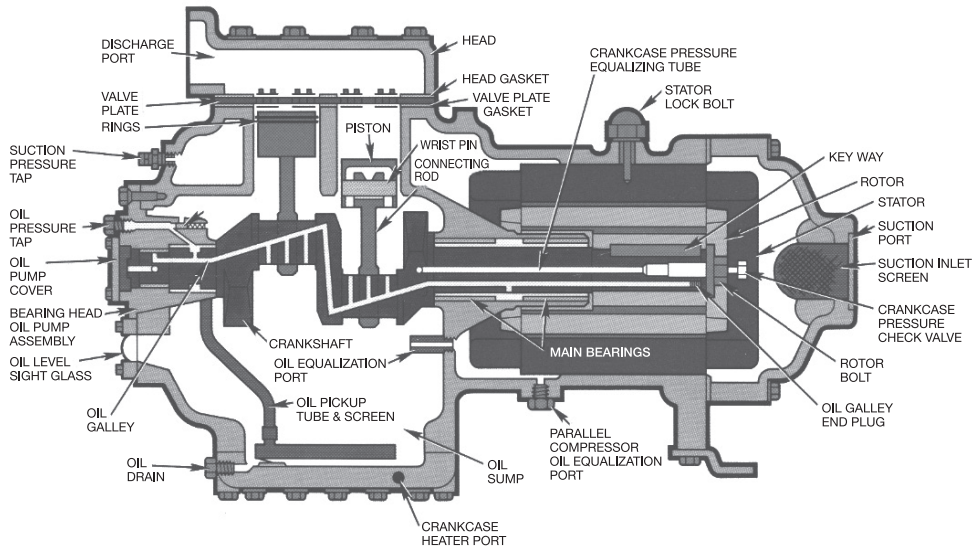 DISCHARGE
PORT
HEAD
CRANKCASE PRESSURE
EQUALIZING TUBE
HEAD GASKET
STATOR
LOCK BOLT
VALVE
PLATE
VALVE PLATE
GASKET
RINGS
PISTON
WRIST PIN
CONNECTING
ROD
SUCTION
PRESSURE
TAP
KEY WAY
ROTOR
STATOR
OIL
PRESSURE
TAP
SUCTION
PORT
OIL
PUMP
COVER
SUCTION INLET
SCREEN
BEARING HEAD
OIL PUMP
ASSEMBLY
CRANKCASE
PRESSURE
CHECK VALVE
CRANKSHAFT
MAIN BEARINGS
OIL LEVEL
SIGHT GLASS
OIL EQUALIZATION
PORT
ROTOR
BOLT
OIL PICKUP
TUBE & SCREEN
OIL
GALLEY
OIL GALLEY
END PLUG
PARALLEL
COMPRESSOR
OIL EQUALIZATION
PORT
OIL
DRAIN
OIL
SUMP
CRANKCASE
HEATER PORT